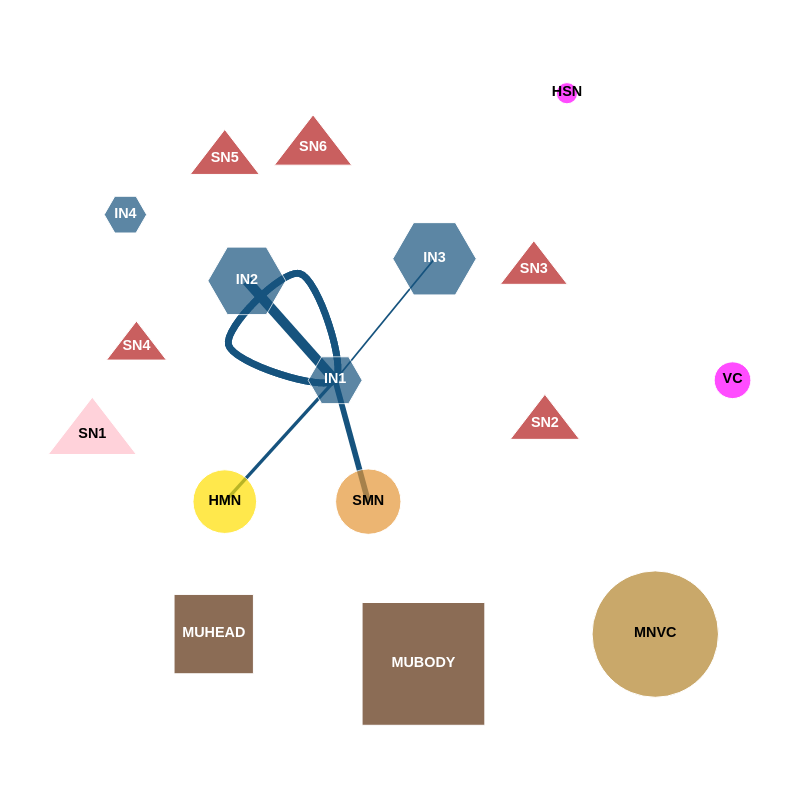 HSN
SN6
SN5
IN4
IN3
SN3
IN2
SN4
IN1
VC
SN2
SN1
HMN
SMN
MUHEAD
MNVC
MUBODY